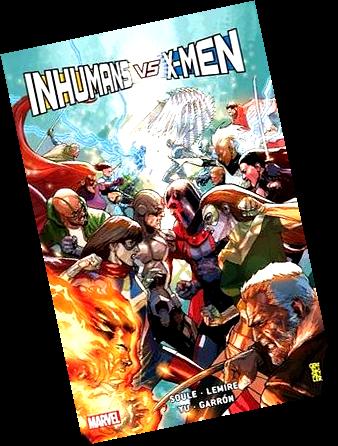 INHUMANS VS X-MEN
SOULE · LEMIRE
YU · GARRÓN
MARVEL